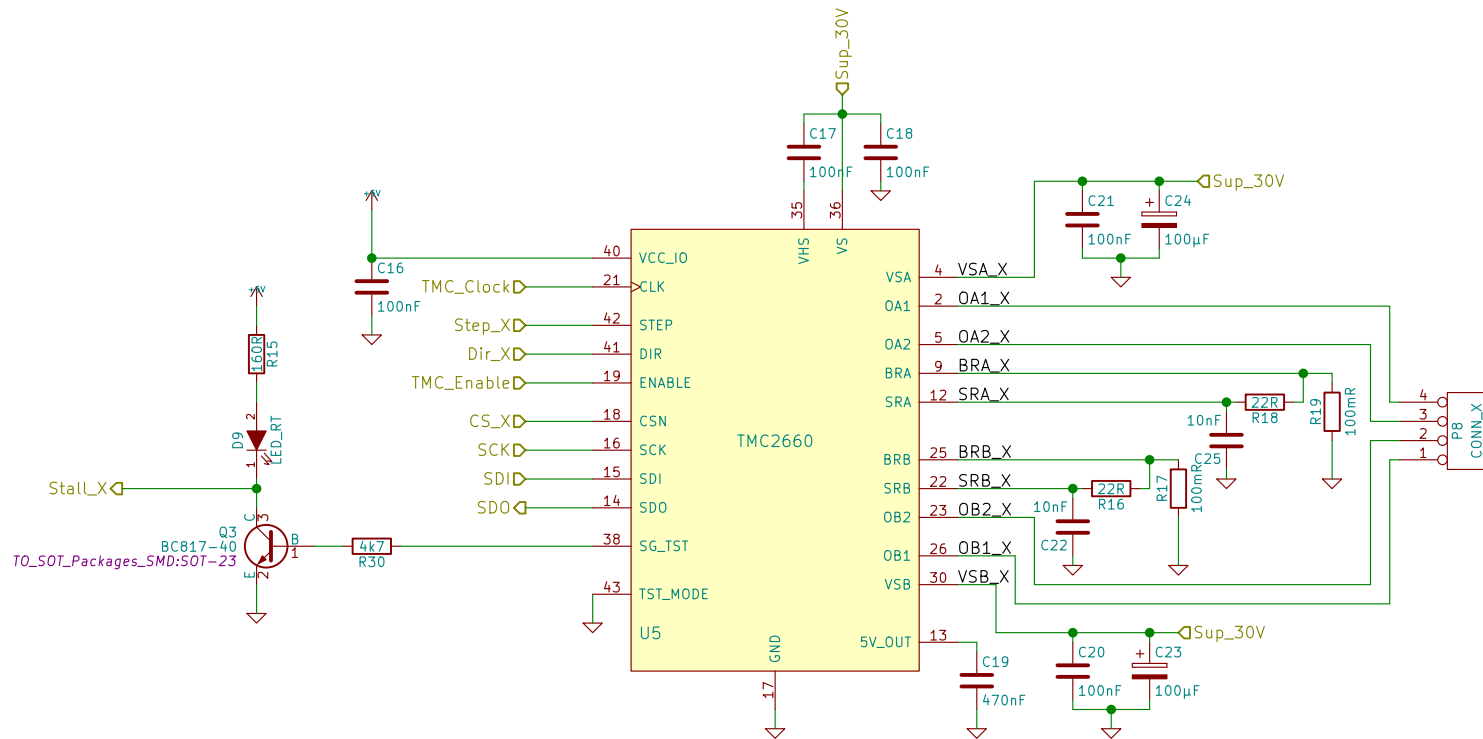 Sup_30V
C17
100nF
C18
100nF
35
36
VHS
VS
+5V
C16
100nF
+5V
160R
R15
2
D9
LED_RT
1
Stall_X
Q3
BC817-40
TO_SOT_Packages_SMD:SOT-23
C
3
B
1
E
2
4k7
R30
TMC_Clock
Step_X
Dir_X
TMC_Enable
CS_X
SCK
SDI
SDO
40
VCC_IO
21
CLK
42
STEP
41
DIR
19
ENABLE
18
CSN
16
SCK
15
SDI
14
SDO
38
SG_TST
43
TST_MODE
U5
TMC2660
GND
17
VSA
4
VSA_X
OA1
2
OA1_X
OA2
5
OA2_X
BRA
9
BRA_X
SRA
12
SRA_X
BRB
25
BRB_X
SRB
22
SRB_X
OB2
23
OB2_X
OB1
26
OB1_X
VSB
30
VSB_X
5V_OUT
13
C19
470nF
Sup_30V
C21
100nF
+
C24
100µF
22R
R18
R19
100mR
10nF
C25
22R
R16
R17
100mR
10nF
C22
4
3
2
1
P8
CONN_X
Sup_30V
C20
100nF
+
C23
100µF